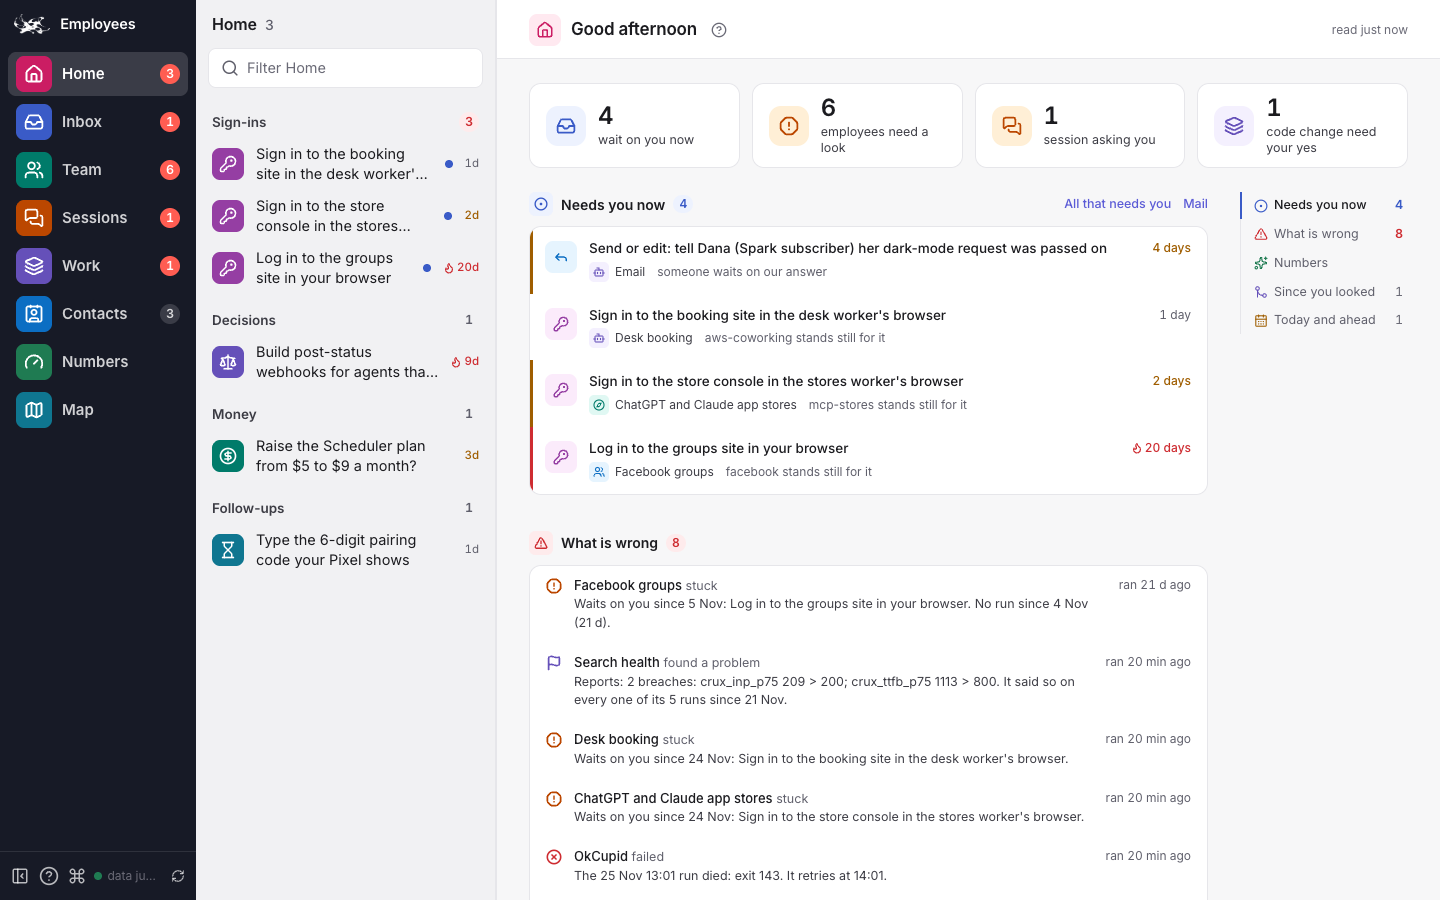 Employees
Home 3
Inbox 1
Team 6
Sessions 1
Work 1
Contacts 3
Numbers
Map
data ju...
Home 3
Filter Home
Sign-ins 3
Sign in to the booking
site in the desk worker'... 1d
Sign in to the store
console in the stores... 2d
Log in to the groups
site in your browser 20d
Decisions 1
Build post-status
webhooks for agents tha... 9d
Money 1
Raise the Scheduler plan
from $5 to $9 a month? 3d
Follow-ups 1
Type the 6-digit pairing
code your Pixel shows 1d
Good afternoon
read just now
4
wait on you now
6
employees need a
look
1
session asking you
1
code change need
your yes
Needs you now 4
All that needs you Mail
Send or edit: tell Dana (Spark subscriber) her dark-mode request was passed on 4 days
Email someone waits on our answer
Sign in to the booking site in the desk worker's browser 1 day
Desk booking aws-coworking stands still for it
Sign in to the store console in the stores worker's browser 2 days
ChatGPT and Claude app stores mcp-stores stands still for it
Log in to the groups site in your browser 20 days
Facebook groups facebook stands still for it
What is wrong 8
Facebook groups stuck ran 21 d ago
Waits on you since 5 Nov: Log in to the groups site in your browser. No run since 4 Nov
(21 d).
Search health found a problem ran 20 min ago
Reports: 2 breaches: crux_inp_p75 209 > 200; crux_ttfb_p75 1113 > 800. It said so on
every one of its 5 runs since 21 Nov.
Desk booking stuck ran 20 min ago
Waits on you since 24 Nov: Sign in to the booking site in the desk worker's browser.
ChatGPT and Claude app stores stuck ran 20 min ago
Waits on you since 24 Nov: Sign in to the store console in the stores worker's browser.
OkCupid failed ran 20 min ago
The 25 Nov 13:01 run died: exit 143. It retries at 14:01.
Needs you now 4
What is wrong 8
Numbers
Since you looked 1
Today and ahead 1